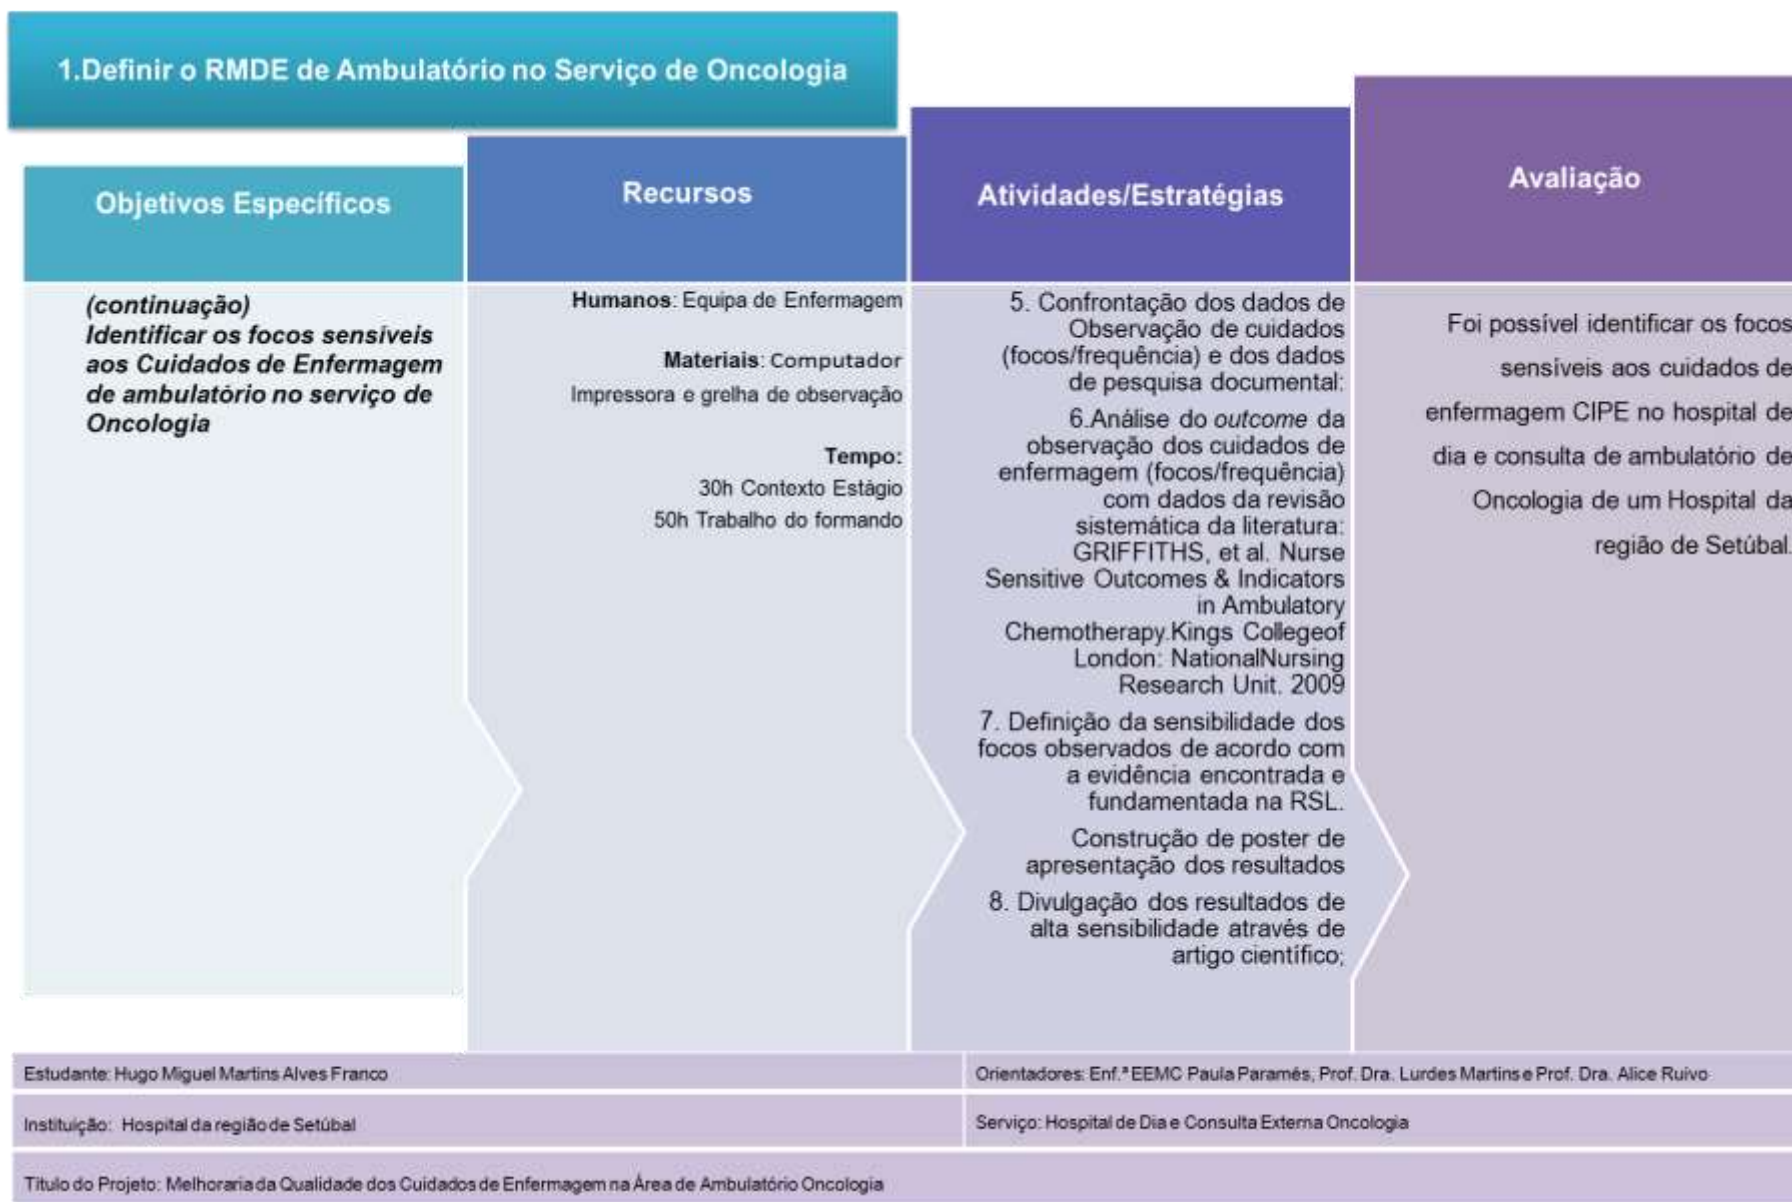 1.Definir o RMDE de Ambulatório no Serviço de Oncologia
Objetivos Específicos
Recursos
Atividades/Estratégias
Avaliação
(continuação)
Identificar os focos sensíveis
aos Cuidados de Enfermagem
de ambulatório no serviço de
Oncologia
Humanos: Equipa de Enfermagem
Materiais: Computador
Impressora e grelha de observação
Tempo:
30h Contexto Estágio
50h Trabalho do formando
5. Confrontação dos dados de
Observação de cuidados
(focos/frequência) e dos dados
de pesquisa documental:
6.Análise do outcome da
observação dos cuidados de
enfermagem (focos/frequência)
com dados da revisão
sistemática da literatura:
GRIFFITHS, et al. Nurse
Sensitive Outcomes & Indicators
in Ambulatory
Chemotherapy.Kings Collegeof
London: NationalNursing
Research Unit. 2009
7. Definição da sensibilidade dos
focos observados de acordo com
a evidência encontrada e
fundamentada na RSL.
Construção de poster de
apresentação dos resultados
8. Divulgação dos resultados de
alta sensibilidade através de
artigo científico;
Foi possível identificar os focos
sensíveis aos cuidados de
enfermagem CIPE no hospital de
dia e consulta de ambulatório de
Oncologia de um Hospital da
região de Setúbal.
Estudante: Hugo Miguel Martins Alves Franco
Orientadores: Enf.ª EEMC Paula Paramés, Prof. Dra. Lurdes Martins e Prof. Dra. Alice Ruivo
Instituição: Hospital da região de Setúbal
Serviço: Hospital de Dia e Consulta Externa Oncologia
Título do Projeto: Melhoraria da Qualidade dos Cuidados de Enfermagem na Área de Ambulatório Oncologia